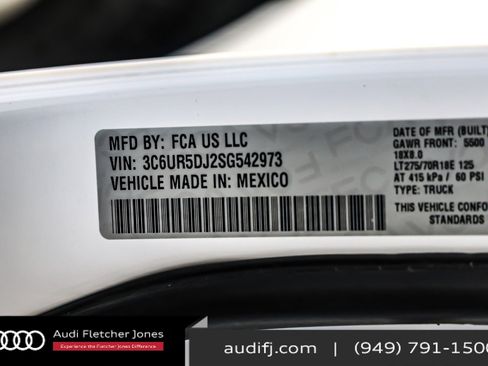 MFD BY: FCA US LLC
VIN: 3C6UR5DJ2SG542973
VEHICLE MADE IN: MEXICO
DATE OF MFR (BUILT)
GAWR FRONT: 5500
18X8.0
LT275/70R18E 125
AT 415 kPa / 60 PSI
TYPE: TRUCK
THIS VEHICLE CONFO
STANDARDS
Audi Fletcher Jones
Experience the Fletcher Jones Difference.
audifj.com | (949) 791-1500